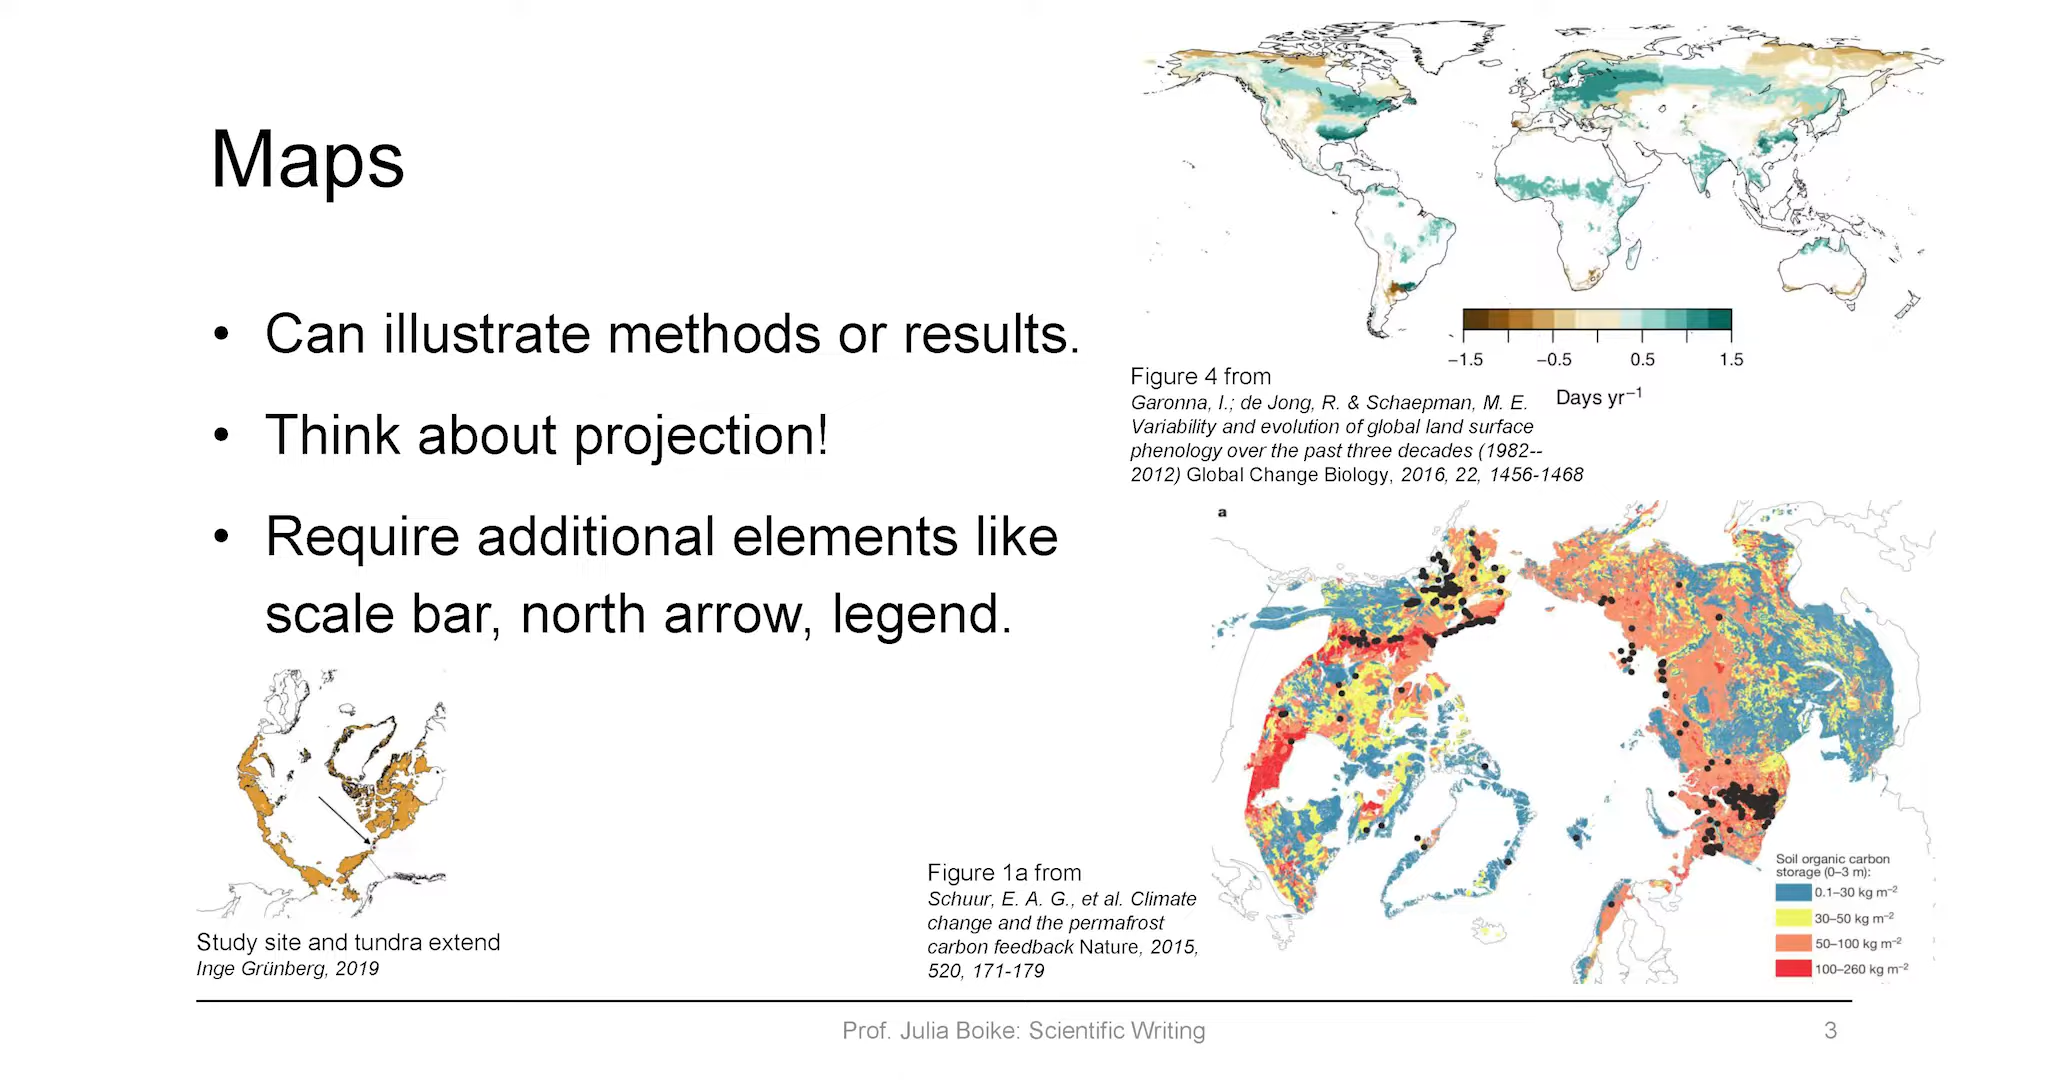 Maps
• Can illustrate methods or results.
• Think about projection!
• Require additional elements like
scale bar, north arrow, legend.
Study site and tundra extend
Inge Grünberg, 2019
−1.5 −0.5 0.5 1.5
Days yr−1
Figure 4 from
Garonna, I.; de Jong, R. & Schaepman, M. E.
Variability and evolution of global land surface
phenology over the past three decades (1982--
2012) Global Change Biology, 2016, 22, 1456-1468
a
Figure 1a from
Schuur, E. A. G., et al. Climate
change and the permafrost
carbon feedback Nature, 2015,
520, 171-179
Soil organic carbon
storage (0–3 m):
0.1–30 kg m−2
30–50 kg m−2
50–100 kg m−2
100–260 kg m−2
Prof. Julia Boike: Scientific Writing
3